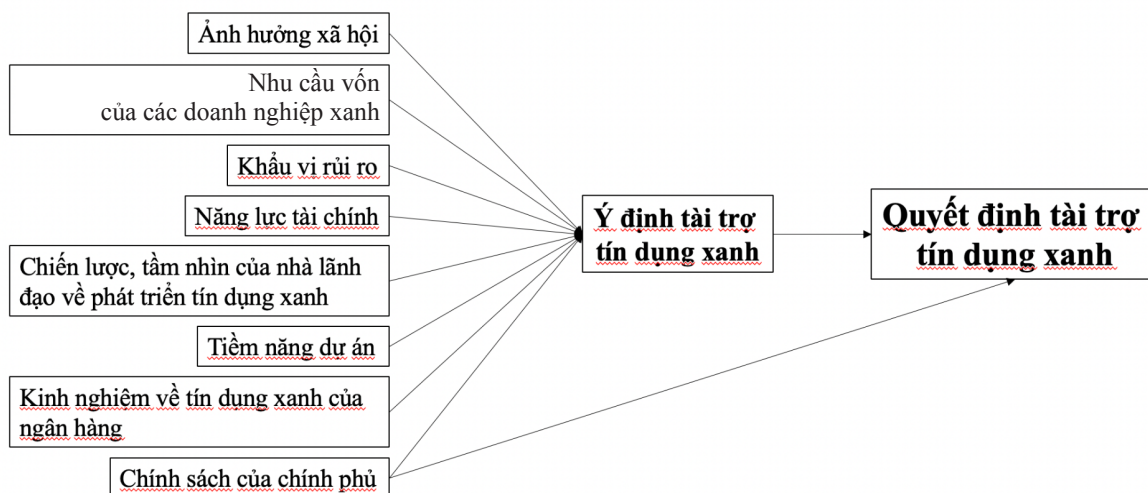 Ảnh hưởng xã hội
Nhu cầu vốn
của các doanh nghiệp xanh
Khẩu vị rủi ro
Năng lực tài chính
Chiến lược, tầm nhìn của nhà lãnh
đạo về phát triển tín dụng xanh
Tiềm năng dự án
Kinh nghiệm về tín dụng xanh của
ngân hàng
Chính sách của chính phủ
Ý định tài trợ
tín dụng xanh
Quyết định tài trợ
tín dụng xanh